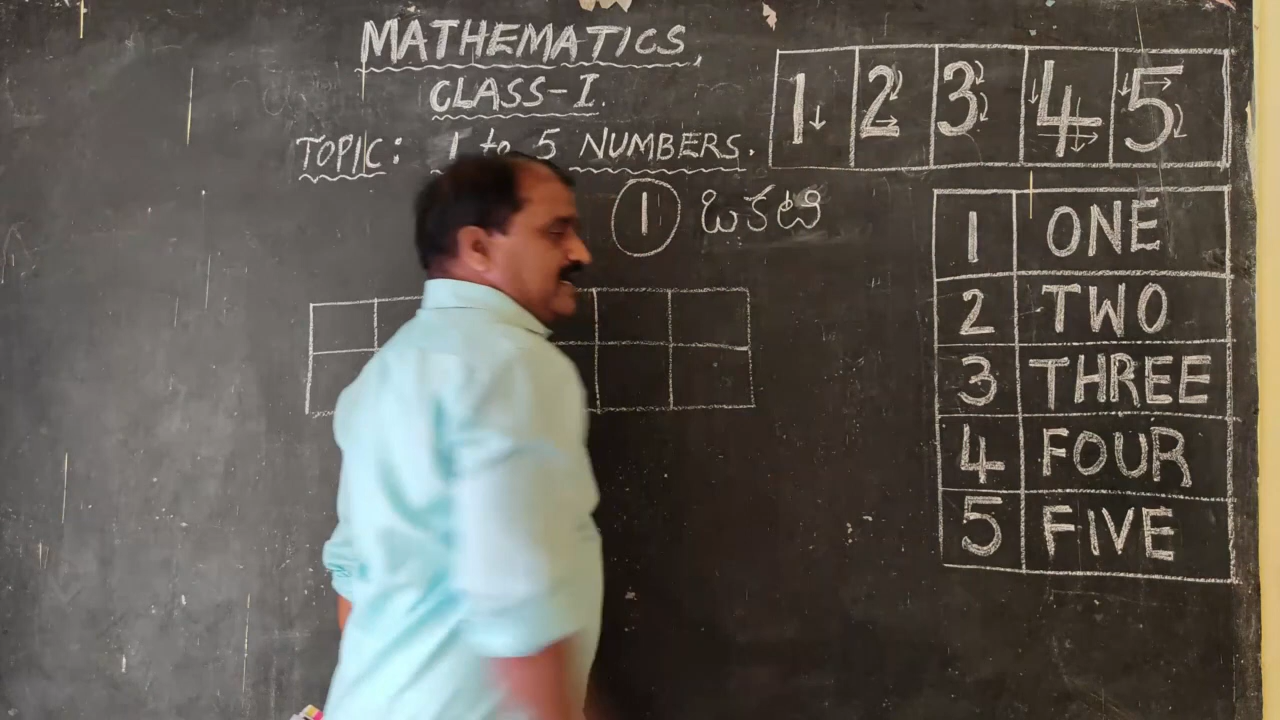 MATHEMATICS
CLASS-I.
TOPIC: 1 to 5 NUMBERS.
1 2 3 4 5
1 ఒకటి
1 ONE
2 TWO
3 THREE
4 FOUR
5 FIVE